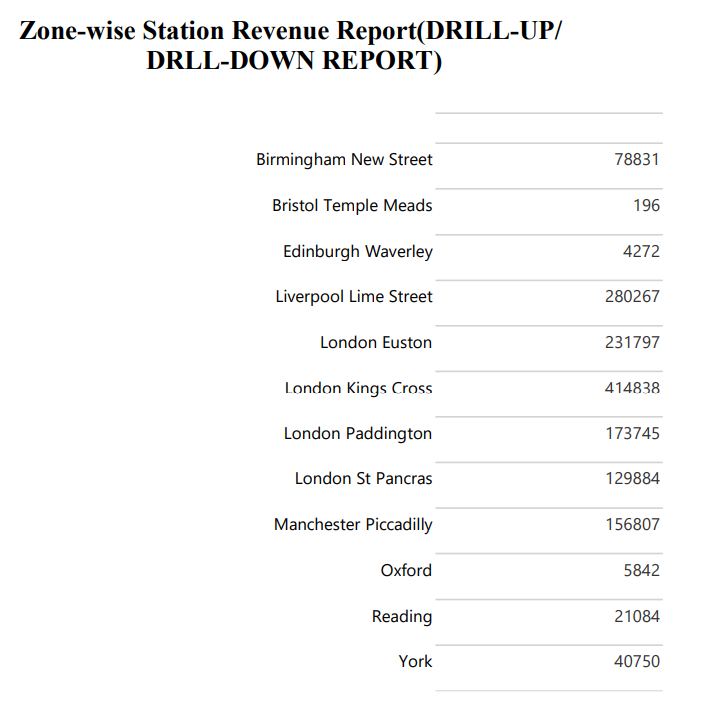 Zone-wise Station Revenue Report(DRILL-UP/
DRLL-DOWN REPORT)
Birmingham New Street 78831
Bristol Temple Meads 196
Edinburgh Waverley 4272
Liverpool Lime Street 280267
London Euston 231797
London Kings Cross 414838
London Paddington 173745
London St Pancras 129884
Manchester Piccadilly 156807
Oxford 5842
Reading 21084
York 40750